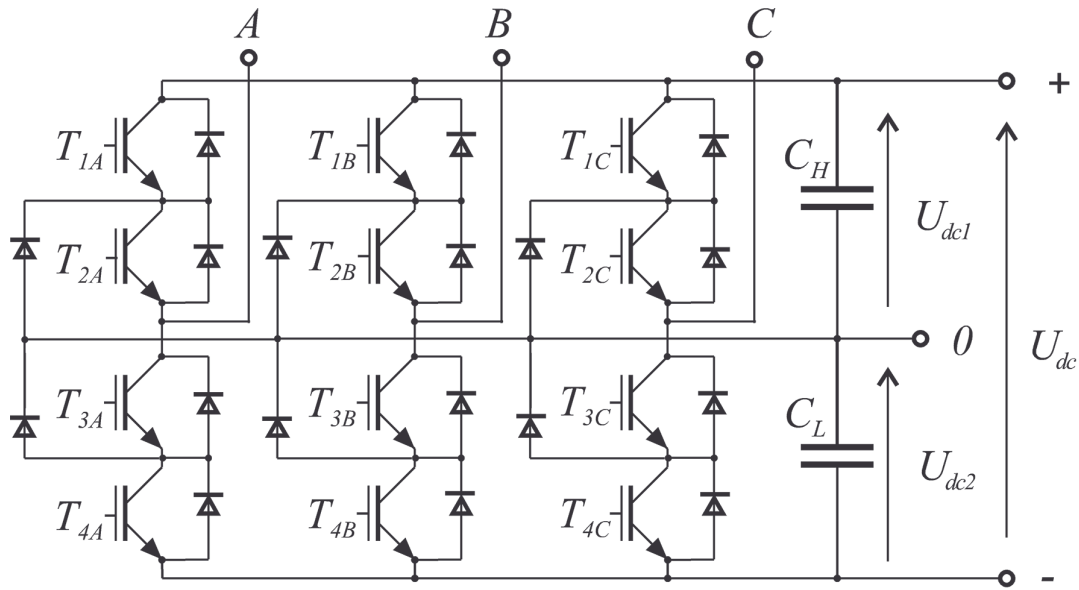 A B C
+
T1A T1B T1C
CH
Udc1
T2A T2B T2C
0
Udc
T3A T3B T3C
CL
Udc2
T4A T4B T4C
-